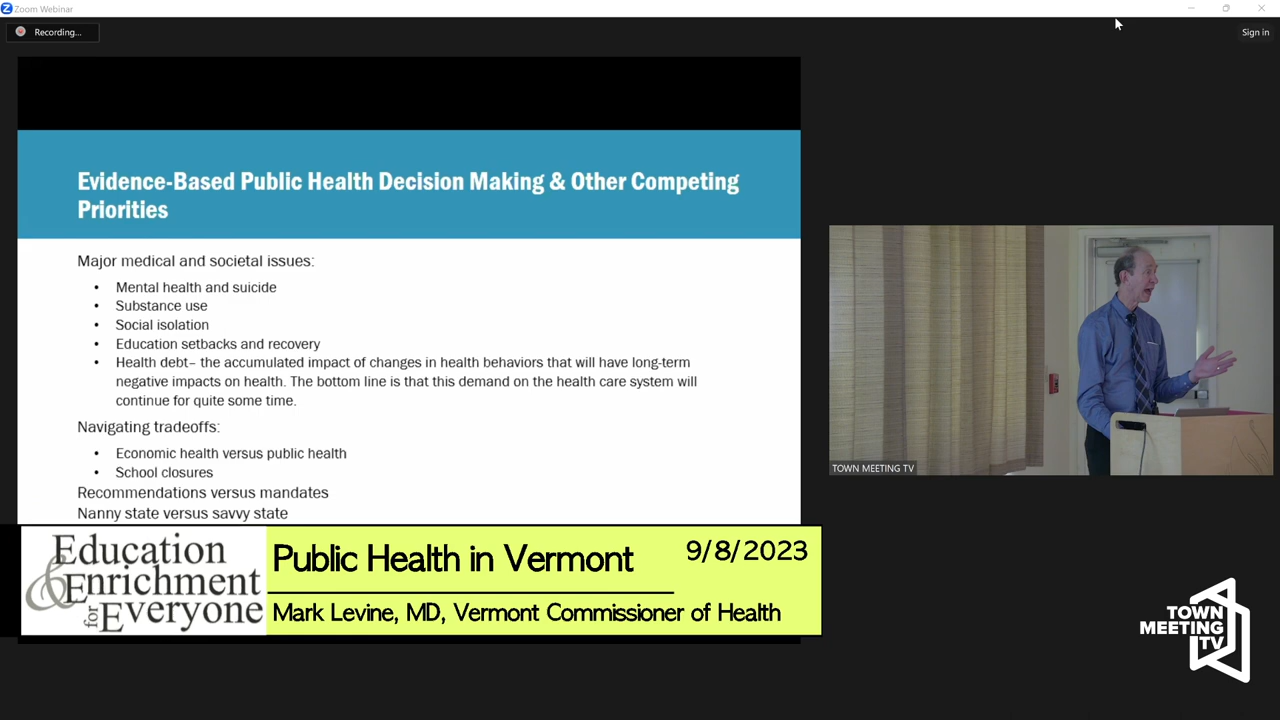 Zoom Webinar
Recording...
Sign in
Evidence-Based Public Health Decision Making & Other Competing
Priorities
Major medical and societal issues:
• Mental health and suicide
• Substance use
• Social isolation
• Education setbacks and recovery
• Health debt– the accumulated impact of changes in health behaviors that will have long-term
negative impacts on health. The bottom line is that this demand on the health care system will
continue for quite some time.
Navigating tradeoffs:
• Economic health versus public health
• School closures
Recommendations versus mandates
Nanny state versus savvy state
TOWN MEETING TV
Education
& Enrichment
for Everyone
Public Health in Vermont
9/8/2023
Mark Levine, MD, Vermont Commissioner of Health
TOWN
MEETING
TV